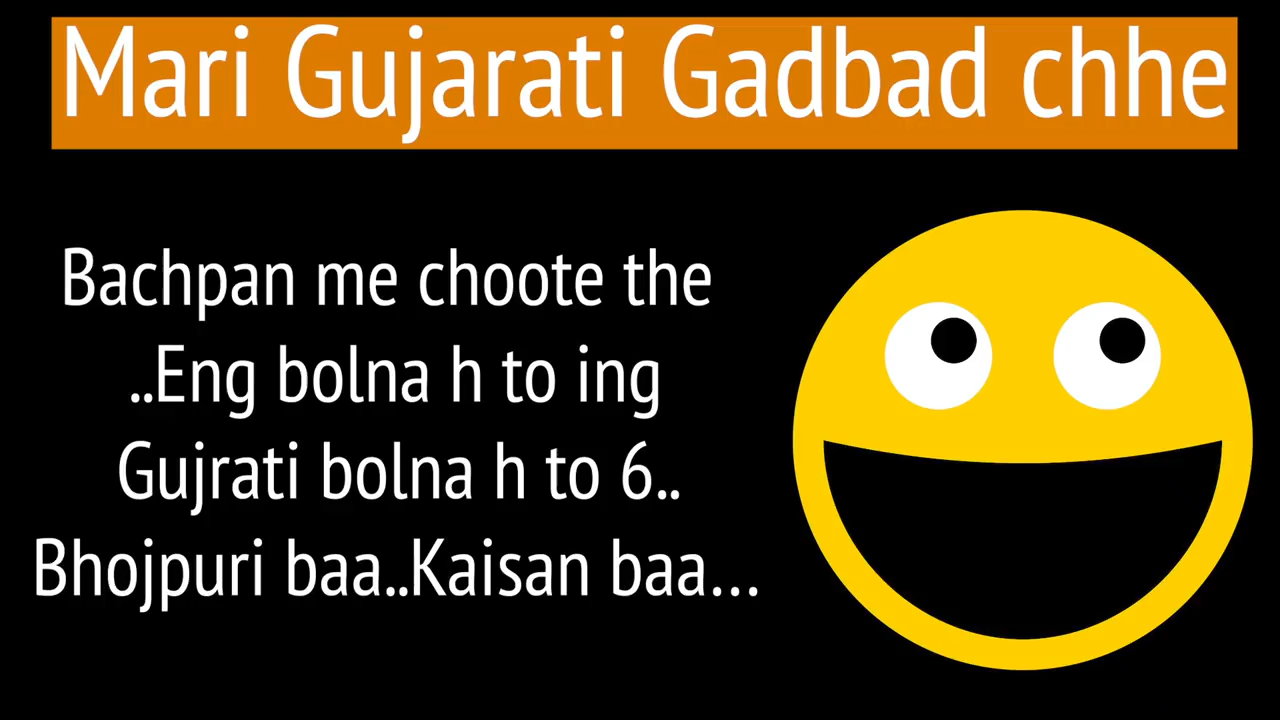 Mari Gujarati Gadbad chhe
Bachpan me choote the
..Eng bolna h to ing
Gujrati bolna h to 6..
Bhojpuri baa..Kaisan baa...